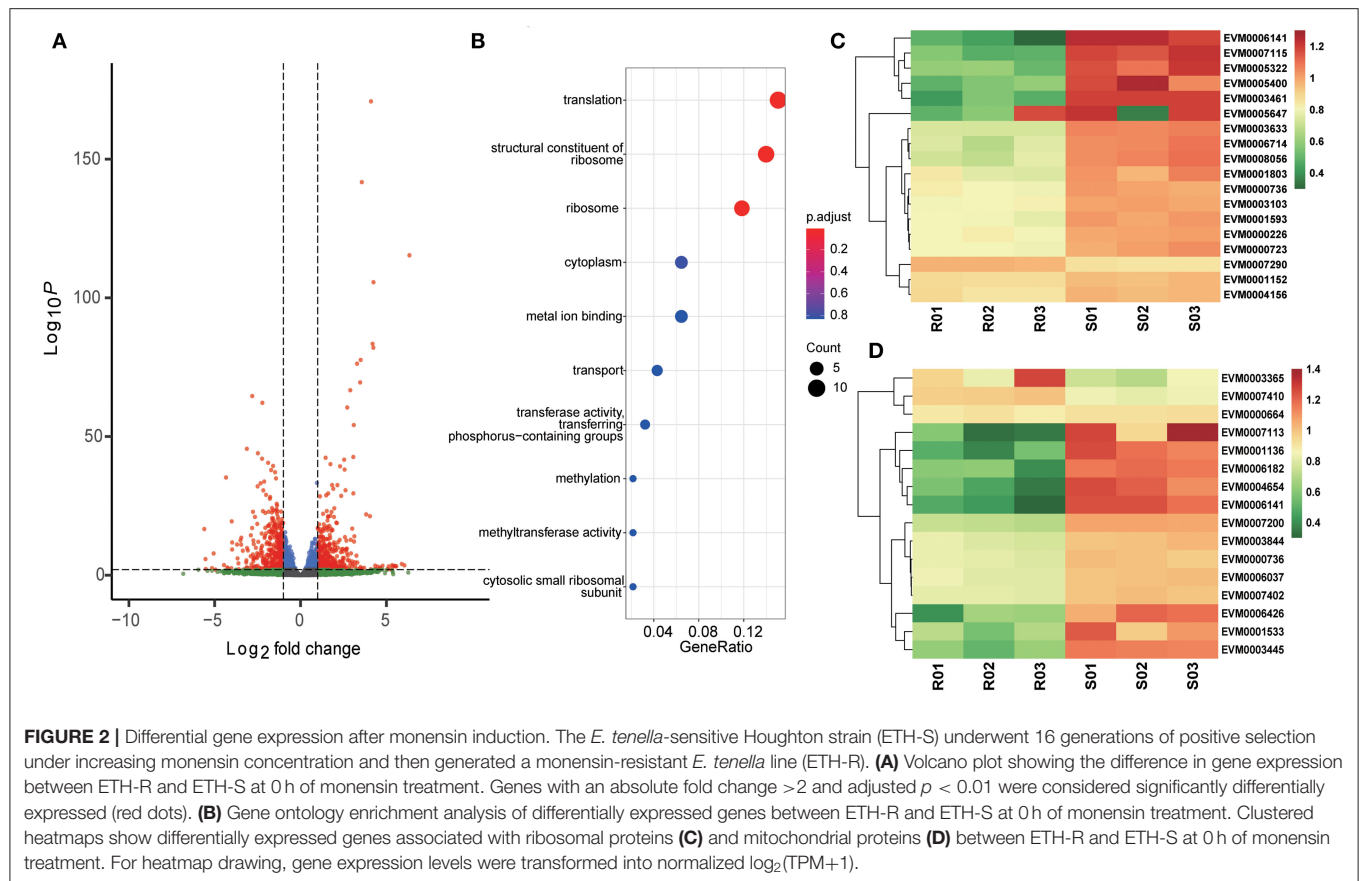 A
150
100
50
0
Log10P
−10
−5
0
5
Log2 fold change
B
translation
structural constituent of
ribosome
ribosome
cytoplasm
metal ion binding
transport
transferase activity,
transferring
phosphorus−containing groups
methylation
methyltransferase activity
cytosolic small ribosomal
subunit
0.04
0.08
0.12
GeneRatio
p.adjust
0.2
0.4
0.6
0.8
Count
5
10
C
EVM0006141
EVM0007115
EVM0005322
EVM0005400
EVM0003461
EVM0005647
EVM0003633
EVM0006714
EVM0008056
EVM0001803
EVM0000736
EVM0003103
EVM0001593
EVM0000226
EVM0000723
EVM0007290
EVM0001152
EVM0004156
R01
R02
R03
S01
S02
S03
1.2
1
0.8
0.6
0.4
D
EVM0003365
EVM0007410
EVM0000664
EVM0007113
EVM0001136
EVM0006182
EVM0004654
EVM0006141
EVM0007200
EVM0003844
EVM0000736
EVM0006037
EVM0007402
EVM0006426
EVM0001533
EVM0003445
R01
R02
R03
S01
S02
S03
1.4
1.2
1
0.8
0.6
0.4
FIGURE 2 | Differential gene expression after monensin induction. The E. tenella-sensitive Houghton strain (ETH-S) underwent 16 generations of positive selection
under increasing monensin concentration and then generated a monensin-resistant E. tenella line (ETH-R). (A) Volcano plot showing the difference in gene expression
between ETH-R and ETH-S at 0 h of monensin treatment. Genes with an absolute fold change >2 and adjusted p < 0.01 were considered significantly differentially
expressed (red dots). (B) Gene ontology enrichment analysis of differentially expressed genes between ETH-R and ETH-S at 0 h of monensin treatment. Clustered
heatmaps show differentially expressed genes associated with ribosomal proteins (C) and mitochondrial proteins (D) between ETH-R and ETH-S at 0 h of monensin
treatment. For heatmap drawing, gene expression levels were transformed into normalized log2(TPM+1).